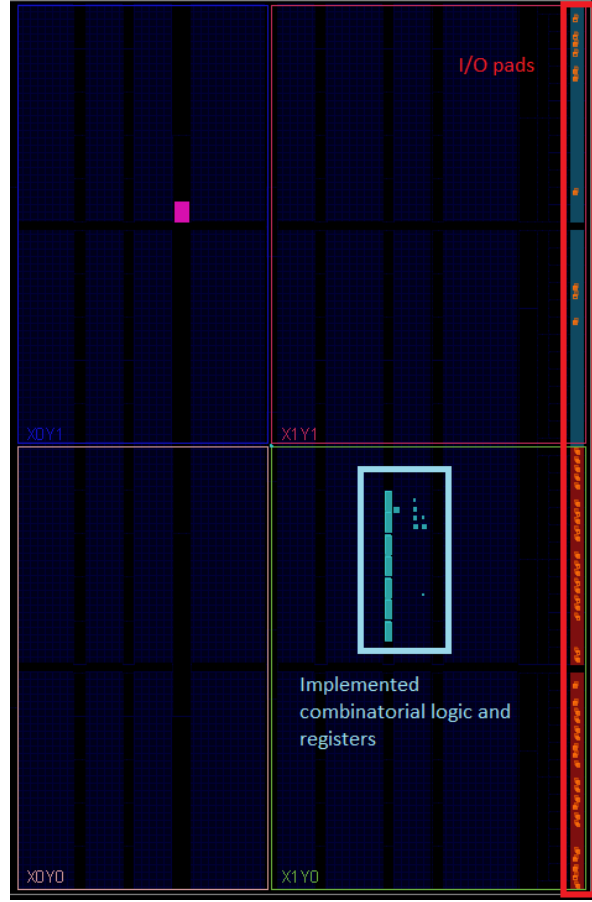 I/O pads
X0Y1
X1Y1
Implemented
combinatorial logic and
registers
X0Y0
X1Y0